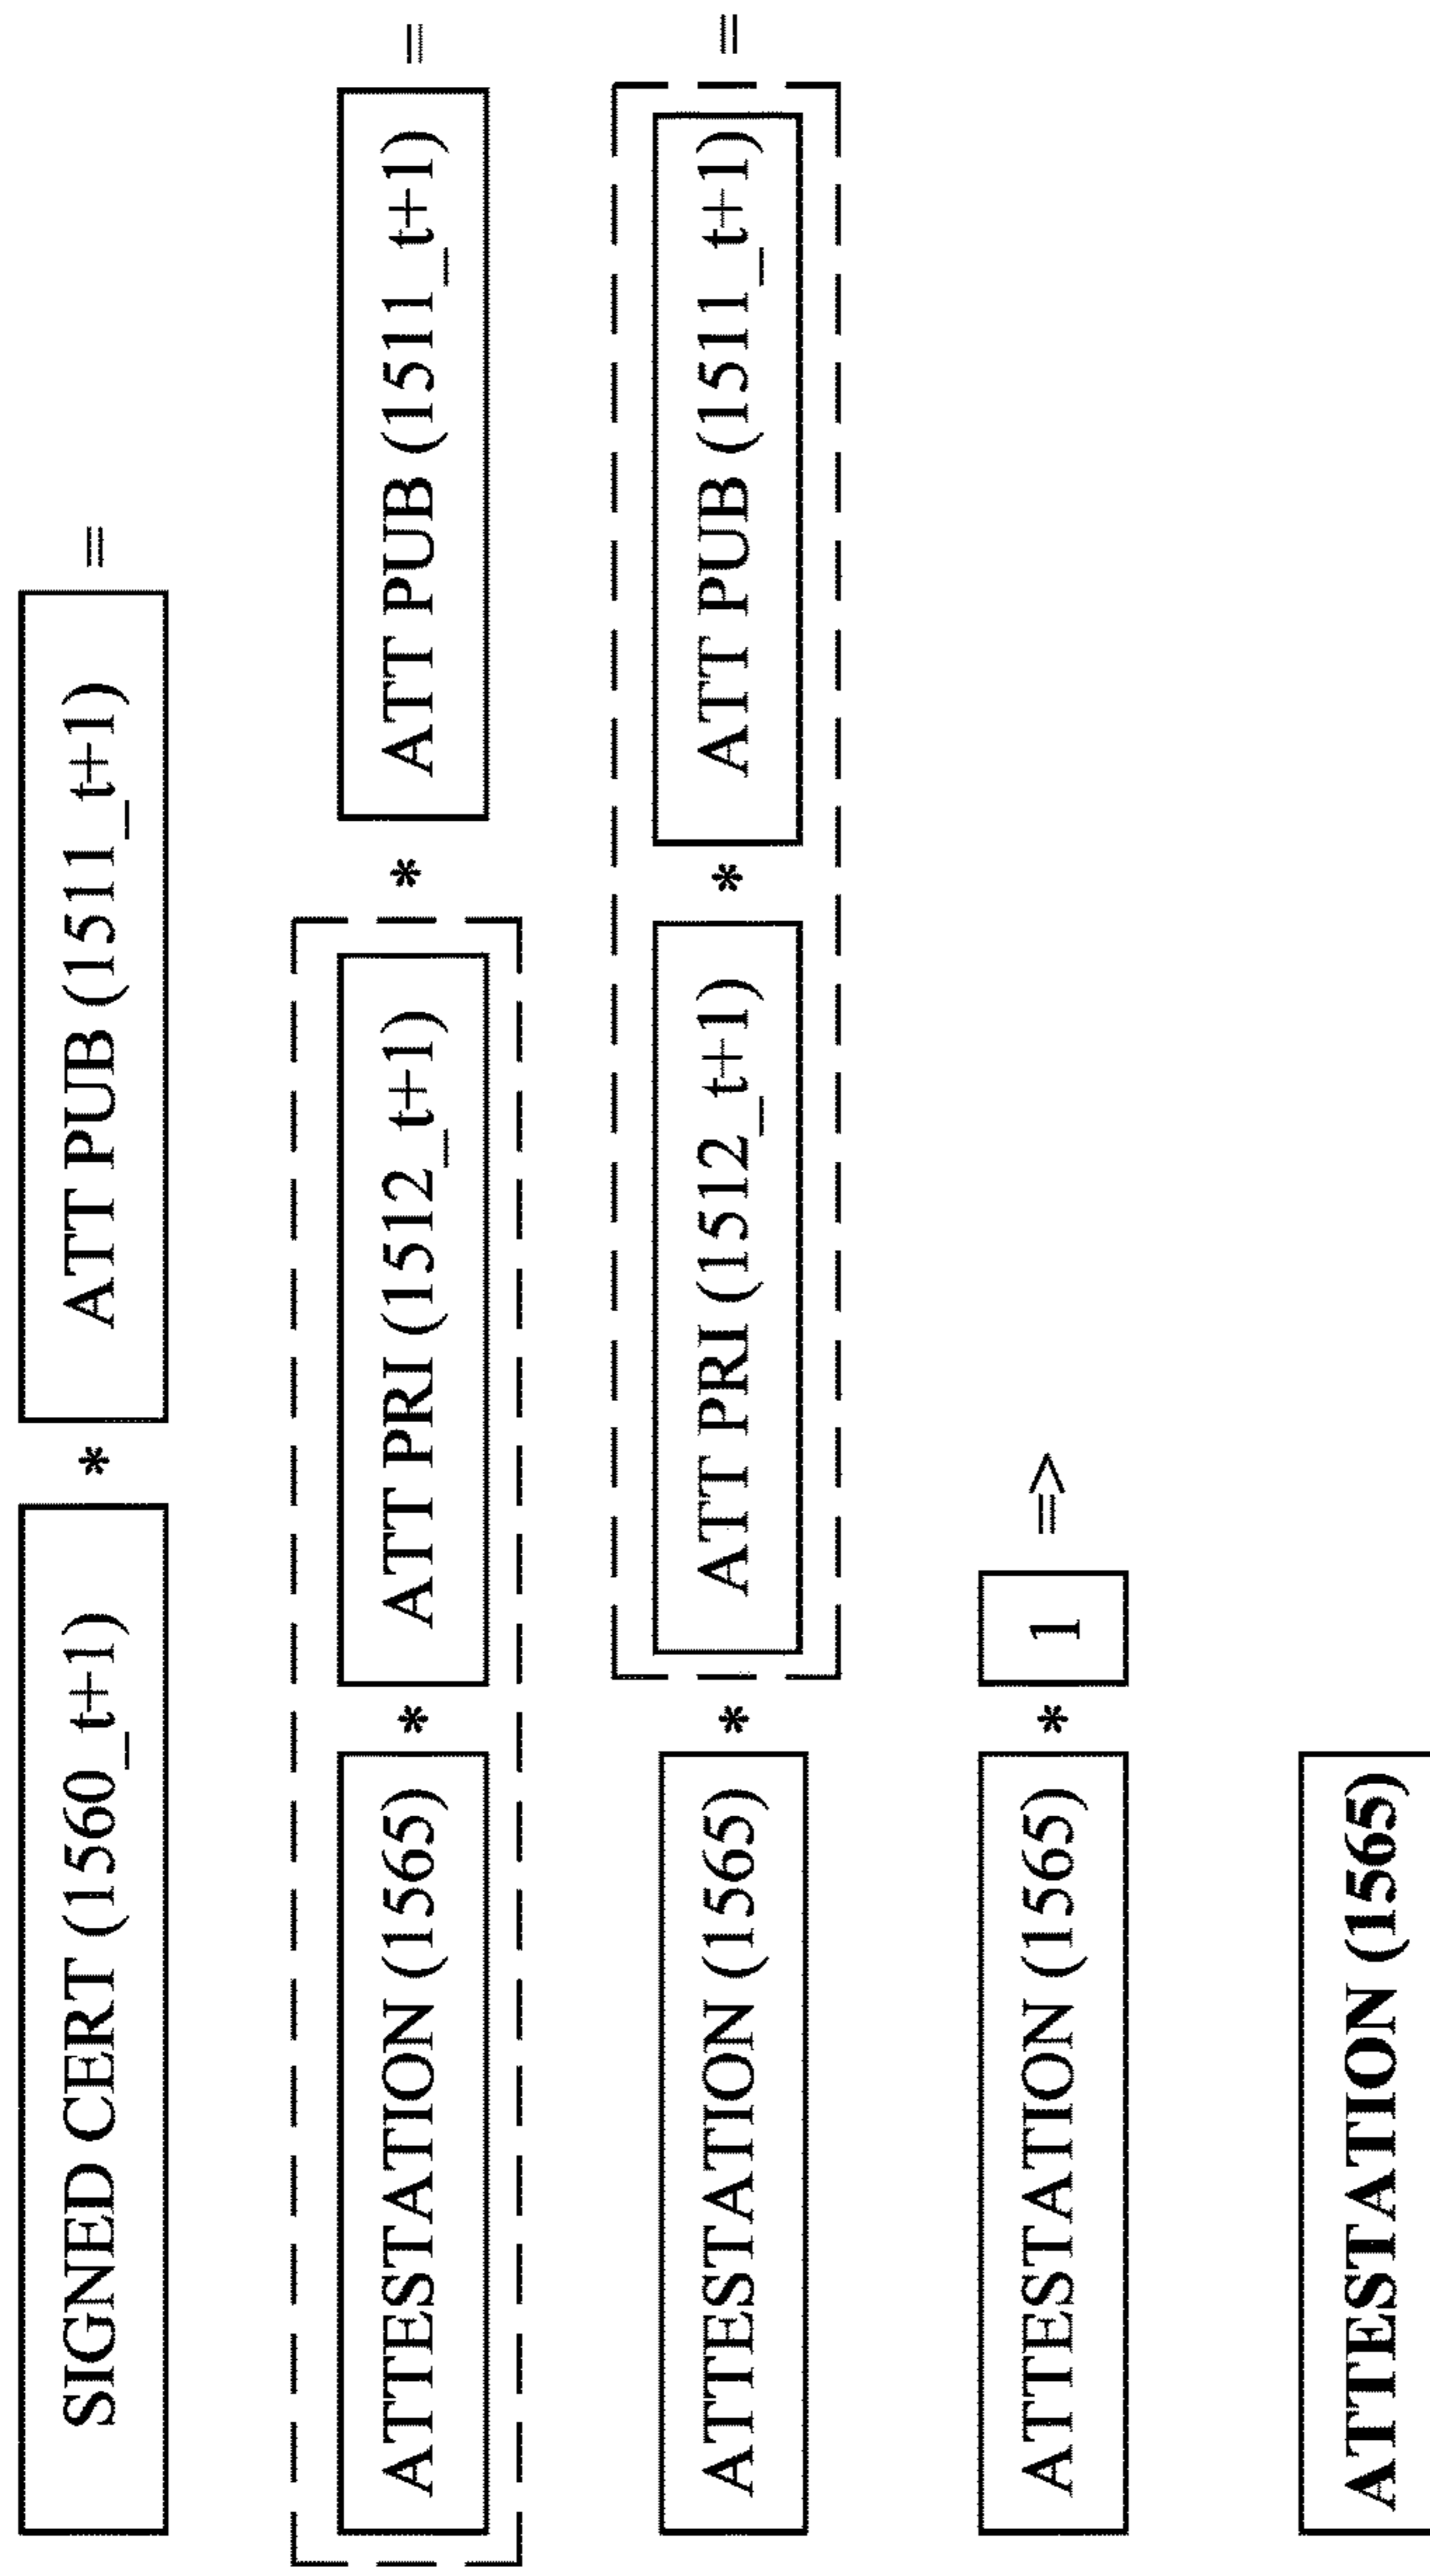 SIGNED CERT (1560_t+1) * ATT PUB (1511_t+1) =
ATTESTATION (1565) * ATT PRI (1512_t+1) * ATT PUB (1511_t+1) =
ATTESTATION (1565) * ATT PRI (1512_t+1) * ATT PUB (1511_t+1) =
ATTESTATION (1565) * 1 =>
ATTESTATION (1565)